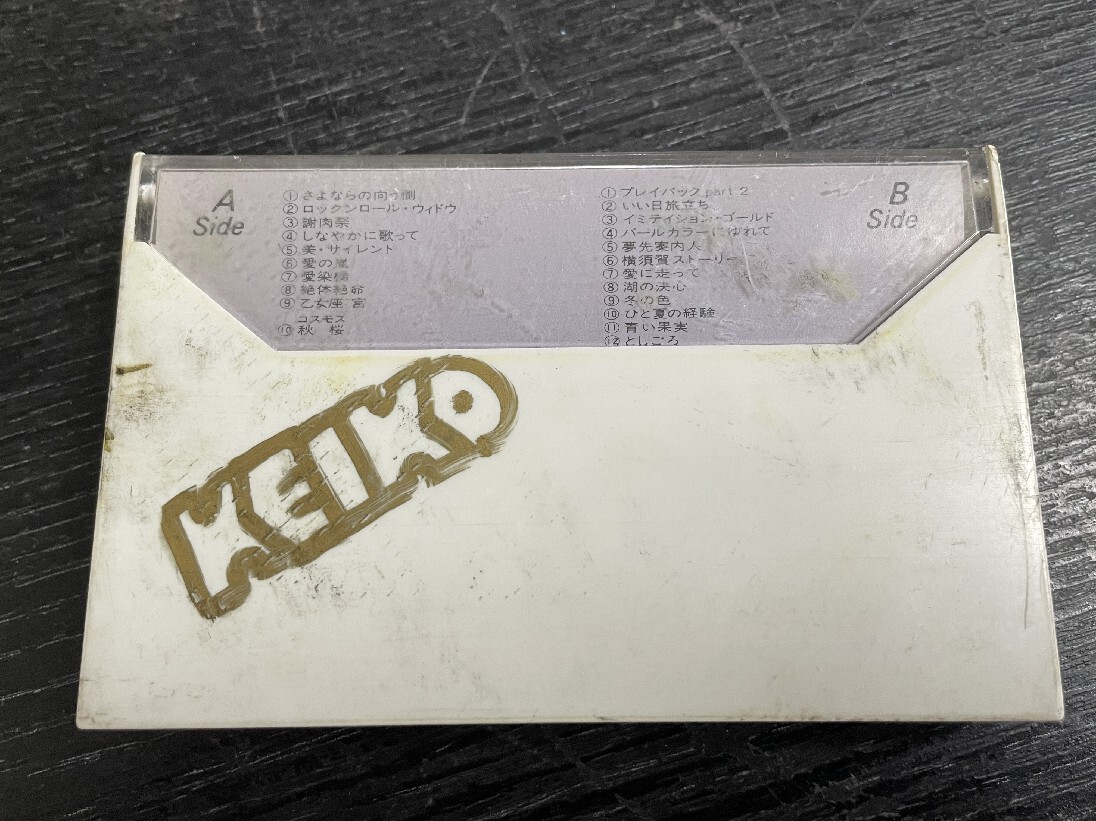 A
Side
①さよならの向う側
②ロックンロール・ウィドウ
③謝肉祭
④しなやかに歌って
⑤美・サイレント
⑥愛の嵐
⑦愛染橋
⑧絶体絶命
⑨乙女座 宮
コスモス
⑩秋 桜
B
Side
①プレイバック part 2
②いい日旅立ち
③イミテイション・ゴールド
④パールカラーにゆれて
⑤夢先案内人
⑥横須賀ストーリー
⑦愛に走って
⑧湖の決心
⑨冬の色
⑩ひと夏の経験
⑪青い果実
⑫としごろ
KEIKO